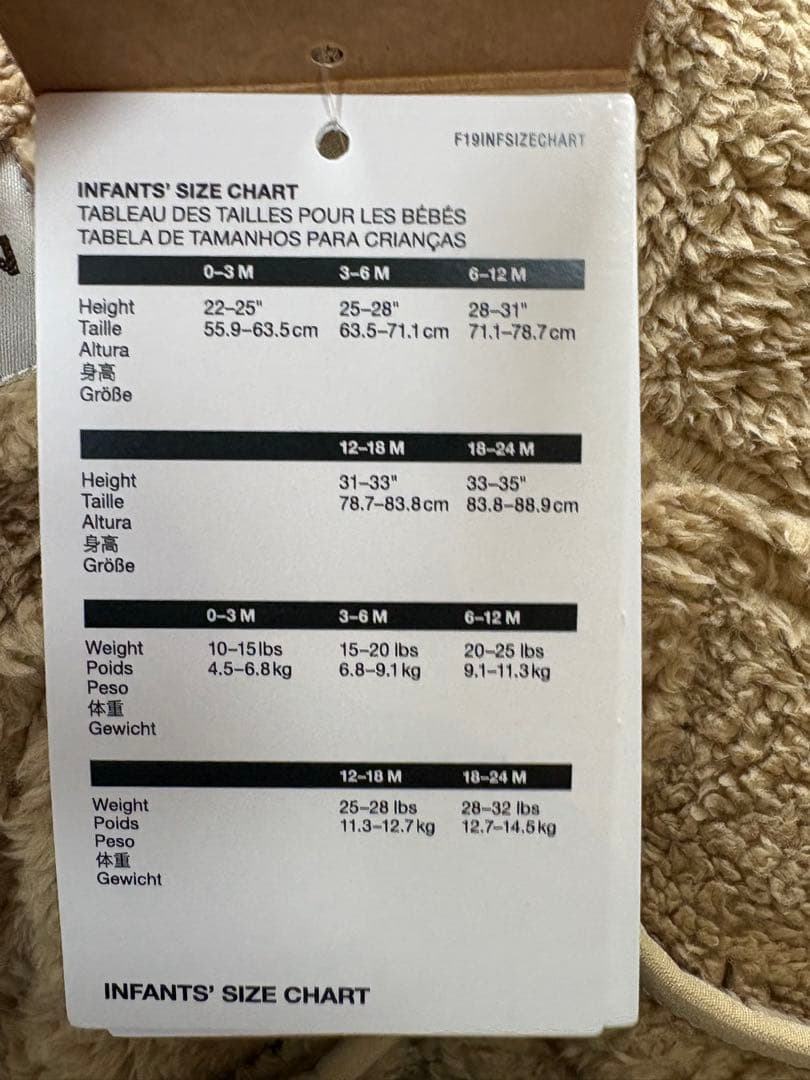 F19INFSIZECHART
INFANTS' SIZE CHART
TABLEAU DES TAILLES POUR LES BÉBÉS
TABELA DE TAMANHOS PARA CRIANÇAS
0–3 M 3–6 M 6–12 M
Height 22–25" 25–28" 28–31"
Taille 55.9–63.5 cm 63.5–71.1 cm 71.1–78.7 cm
Altura
身高
Größe
12–18 M 18–24 M
Height 31–33" 33–35"
Taille 78.7–83.8 cm 83.8–88.9 cm
Altura
身高
Größe
0–3 M 3–6 M 6–12 M
Weight 10–15 lbs 15–20 lbs 20–25 lbs
Poids 4.5–6.8 kg 6.8–9.1 kg 9.1–11.3 kg
Peso
体重
Gewicht
12–18 M 18–24 M
Weight 25–28 lbs 28–32 lbs
Poids 11.3–12.7 kg 12.7–14.5 kg
Peso
体重
Gewicht
INFANTS' SIZE CHART